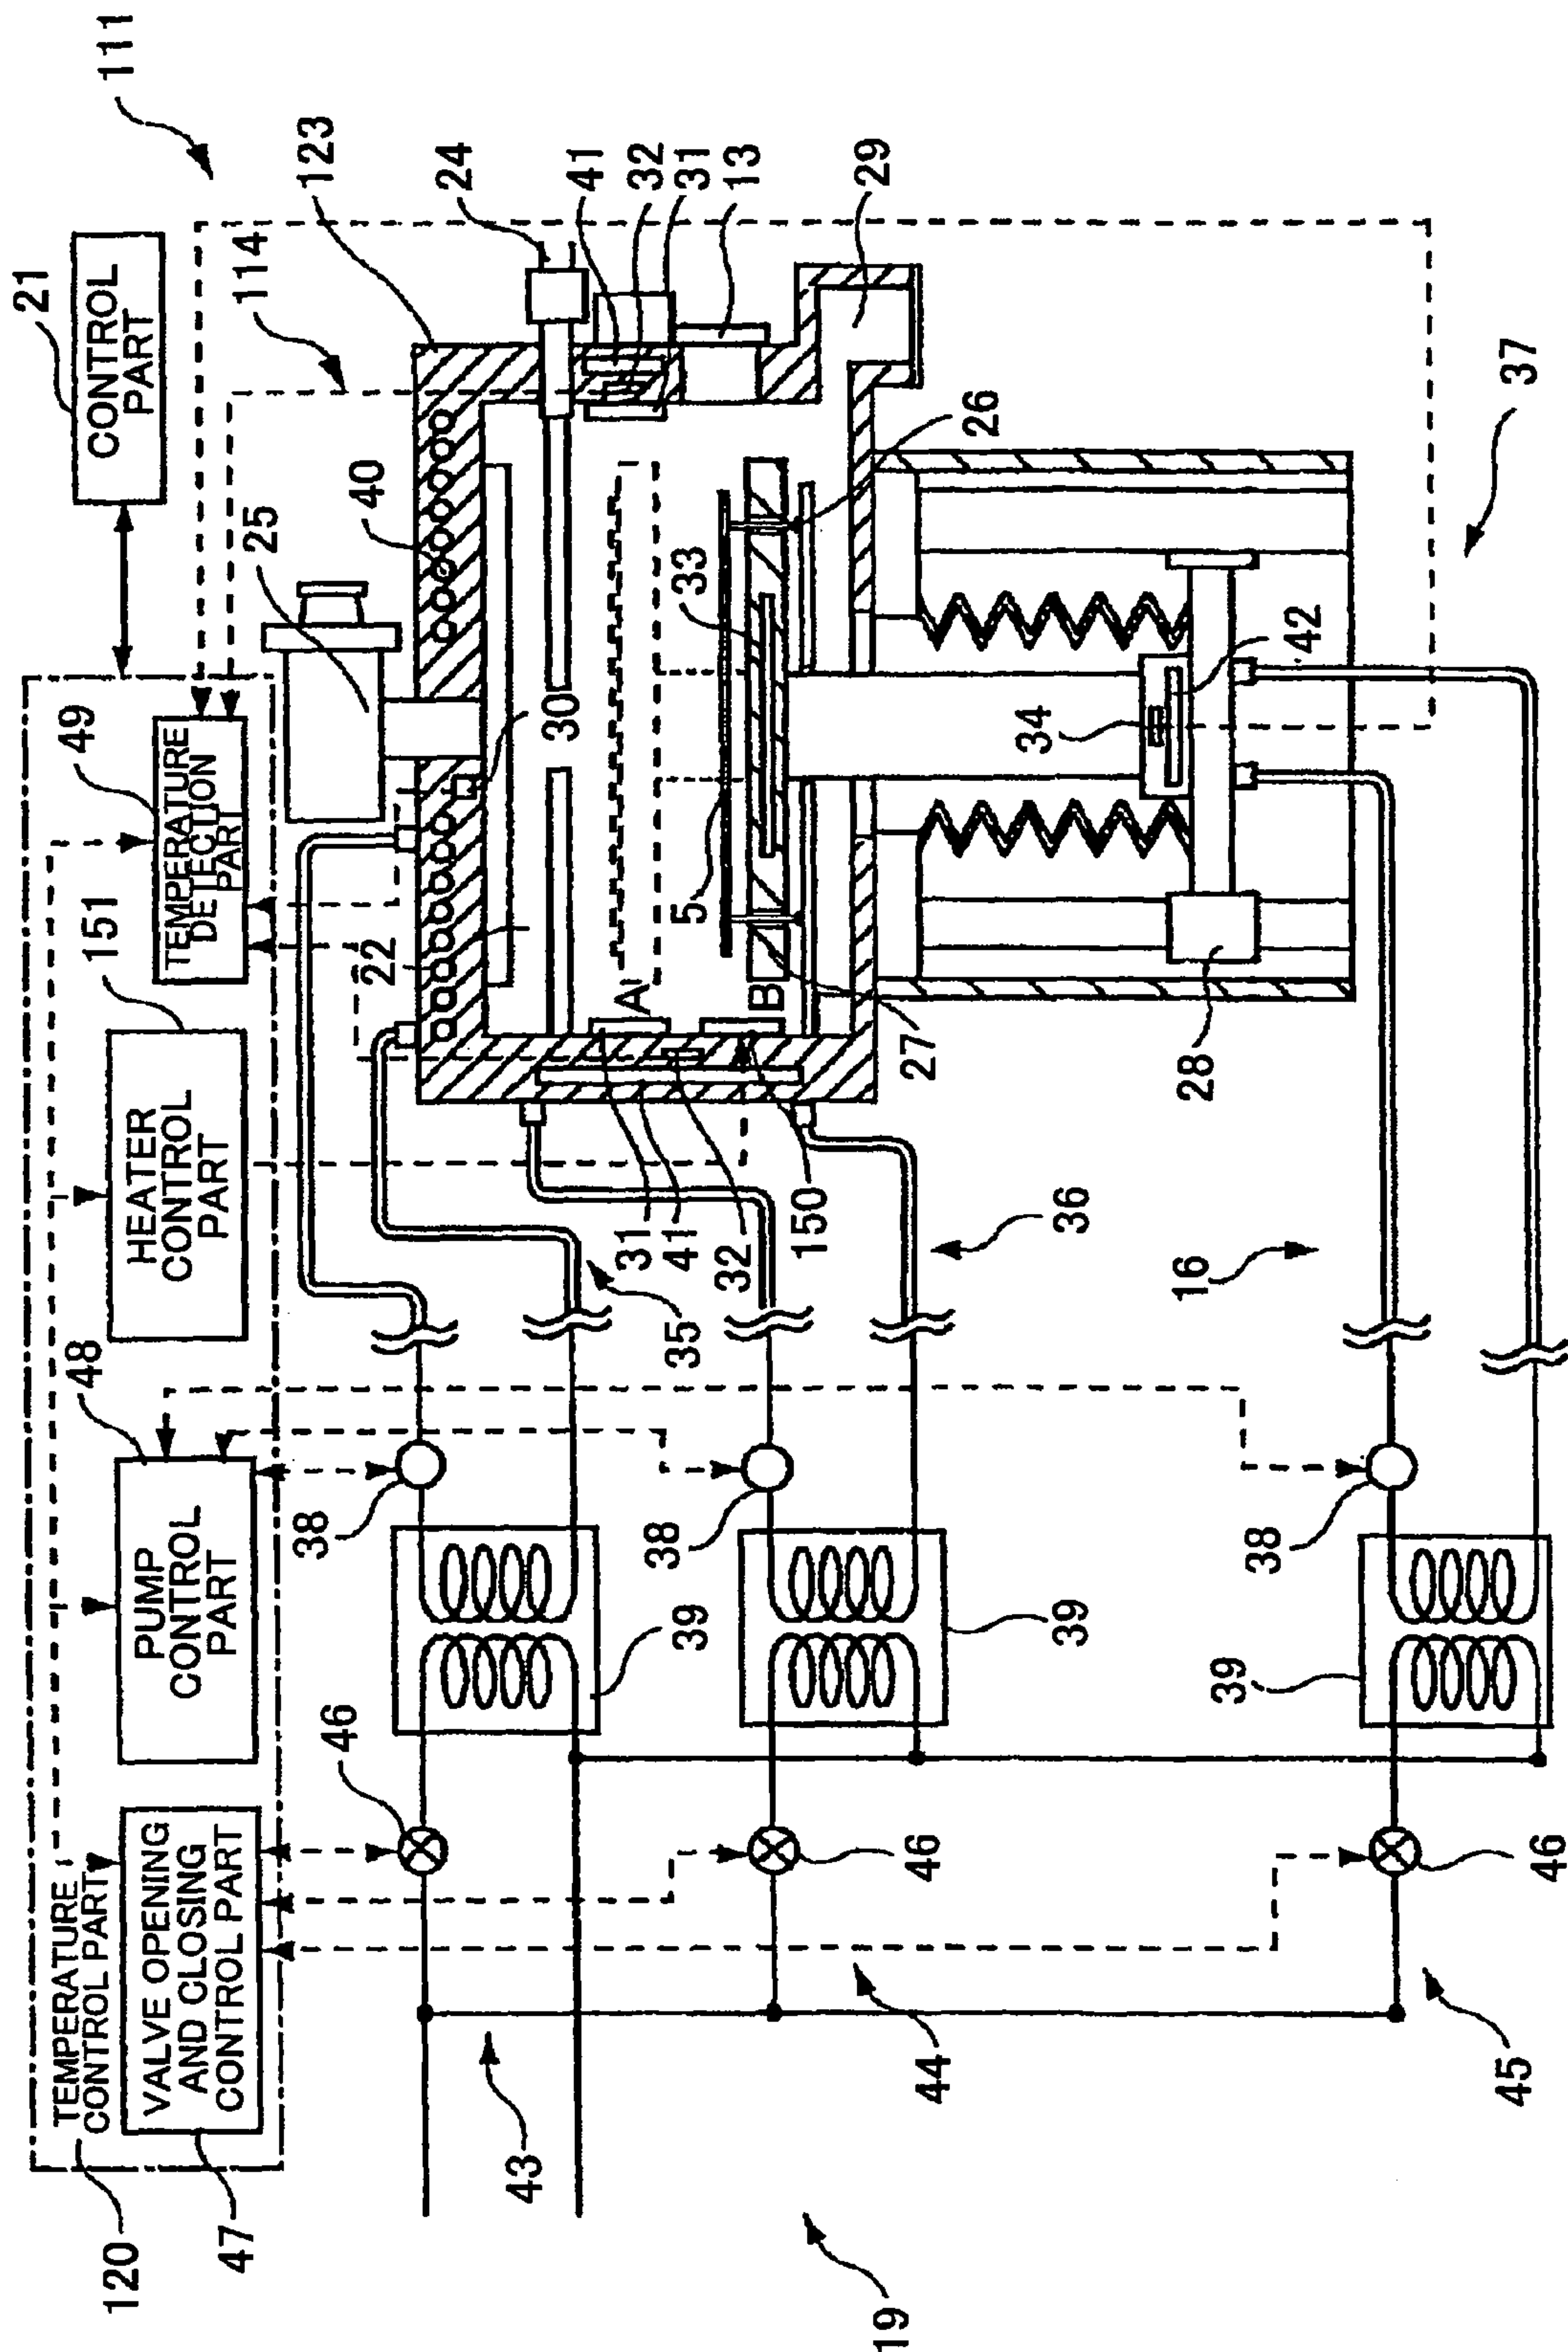 111
21
CONTROL
PART
114
123
24
41
32
31
13
29
49
TEMPERATURE
DETECTION
PART
25
40
151
HEATER
CONTROL
PART
22
30
A
B
5
33
26
27
34
42
28
37
48
PUMP
CONTROL
PART
31
41
32
150
35
36
16
38
38
38
39
39
39
TEMPERATURE
CONTROL PART
VALVE OPENING
AND CLOSING
CONTROL PART
46
46
46
120
47
43
44
45
19